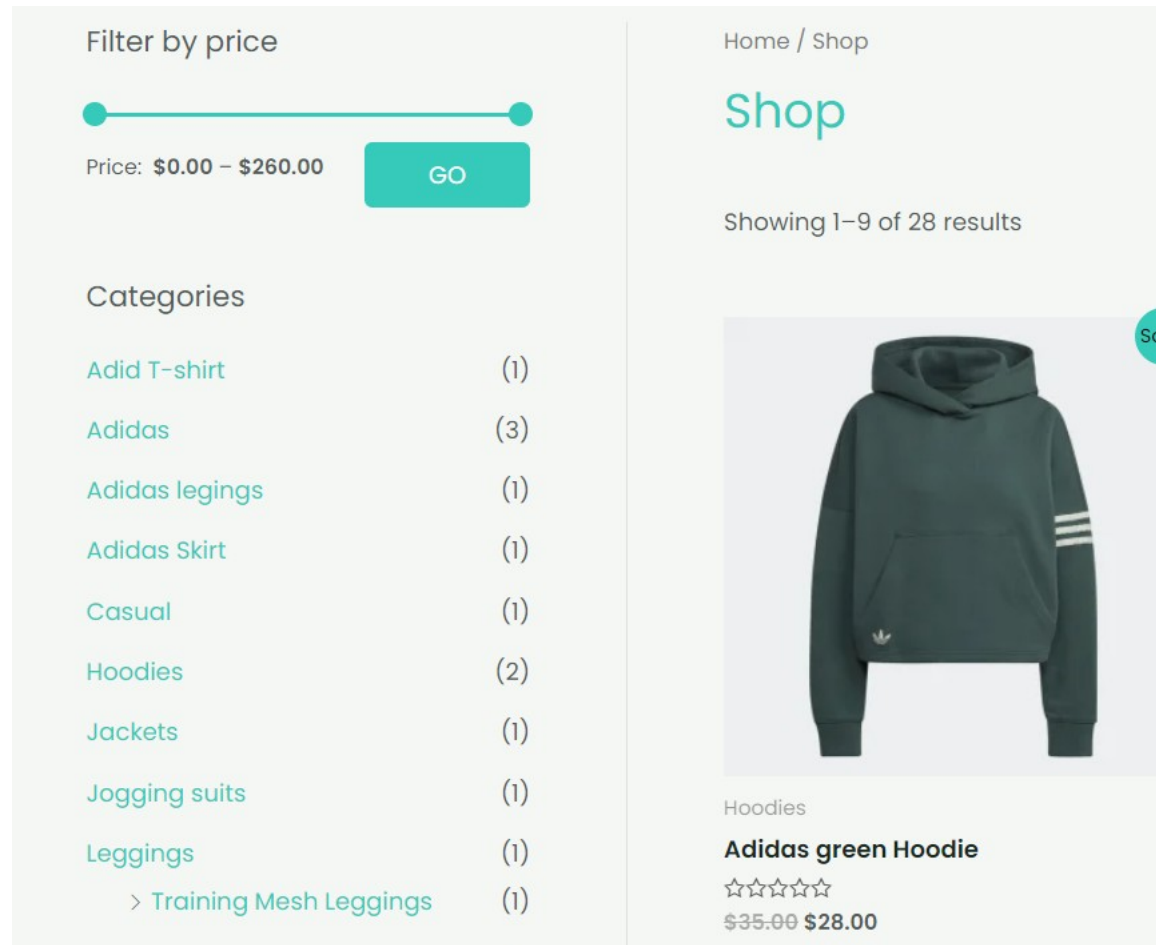 Filter by price
Price: $0.00 – $260.00
GO
Categories
Adid T-shirt (1)
Adidas (3)
Adidas legings (1)
Adidas Skirt (1)
Casual (1)
Hoodies (2)
Jackets (1)
Jogging suits (1)
Leggings (1)
> Training Mesh Leggings (1)
Home / Shop
Shop
Showing 1–9 of 28 results
Hoodies
Adidas green Hoodie
$35.00 $28.00